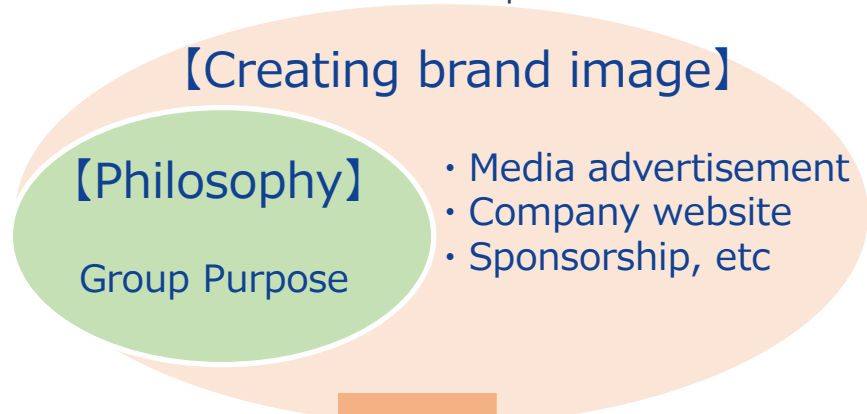 【Creating brand image】
【Philosophy】
Group Purpose
・Media advertisement
・Company website
・Sponsorship, etc